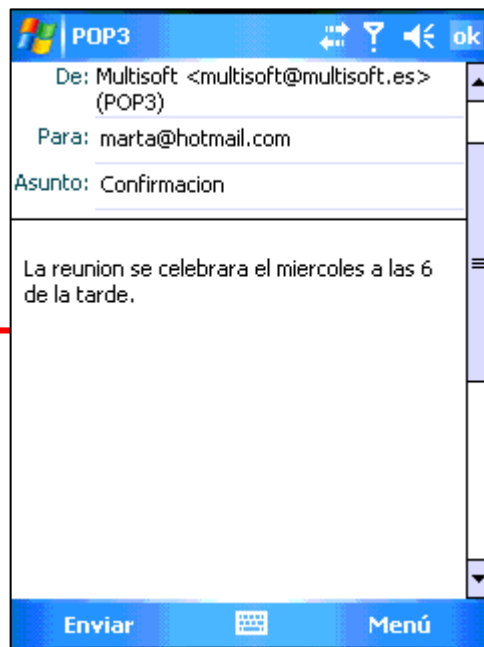 POP3 ok
De: Multisoft <multisoft@multisoft.es>
(POP3)
Para: marta@hotmail.com
Asunto: Confirmacion
La reunion se celebrara el miercoles a las 6
de la tarde.
Enviar Menú